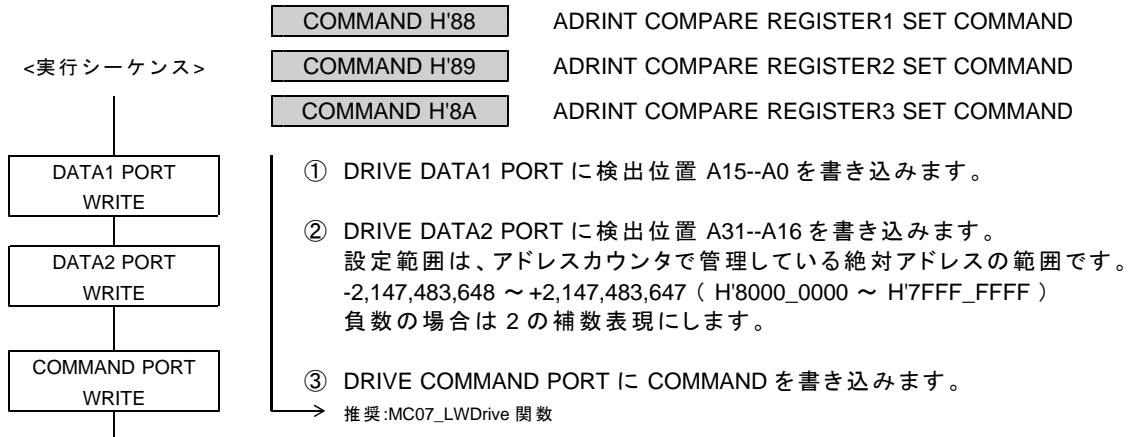 COMMAND H'88 ADRINT COMPARE REGISTER1 SET COMMAND
<実行シーケンス> COMMAND H'89 ADRINT COMPARE REGISTER2 SET COMMAND
COMMAND H'8A ADRINT COMPARE REGISTER3 SET COMMAND
DATA1 PORT
WRITE
① DRIVE DATA1 PORT に検出位置 A15--A0 を書き込みます。
DATA2 PORT
WRITE
② DRIVE DATA2 PORT に検出位置 A31--A16 を書き込みます。
設定範囲は、アドレスカウンタで管理している絶対アドレスの範囲です。
-2,147,483,648 ～ +2,147,483,647 ( H'8000_0000 ～ H'7FFF_FFFF )
負数の場合は 2 の補数表現にします。
COMMAND PORT
WRITE
③ DRIVE COMMAND PORT に COMMAND を書き込みます。
推奨:MC07_LWDrive 関数